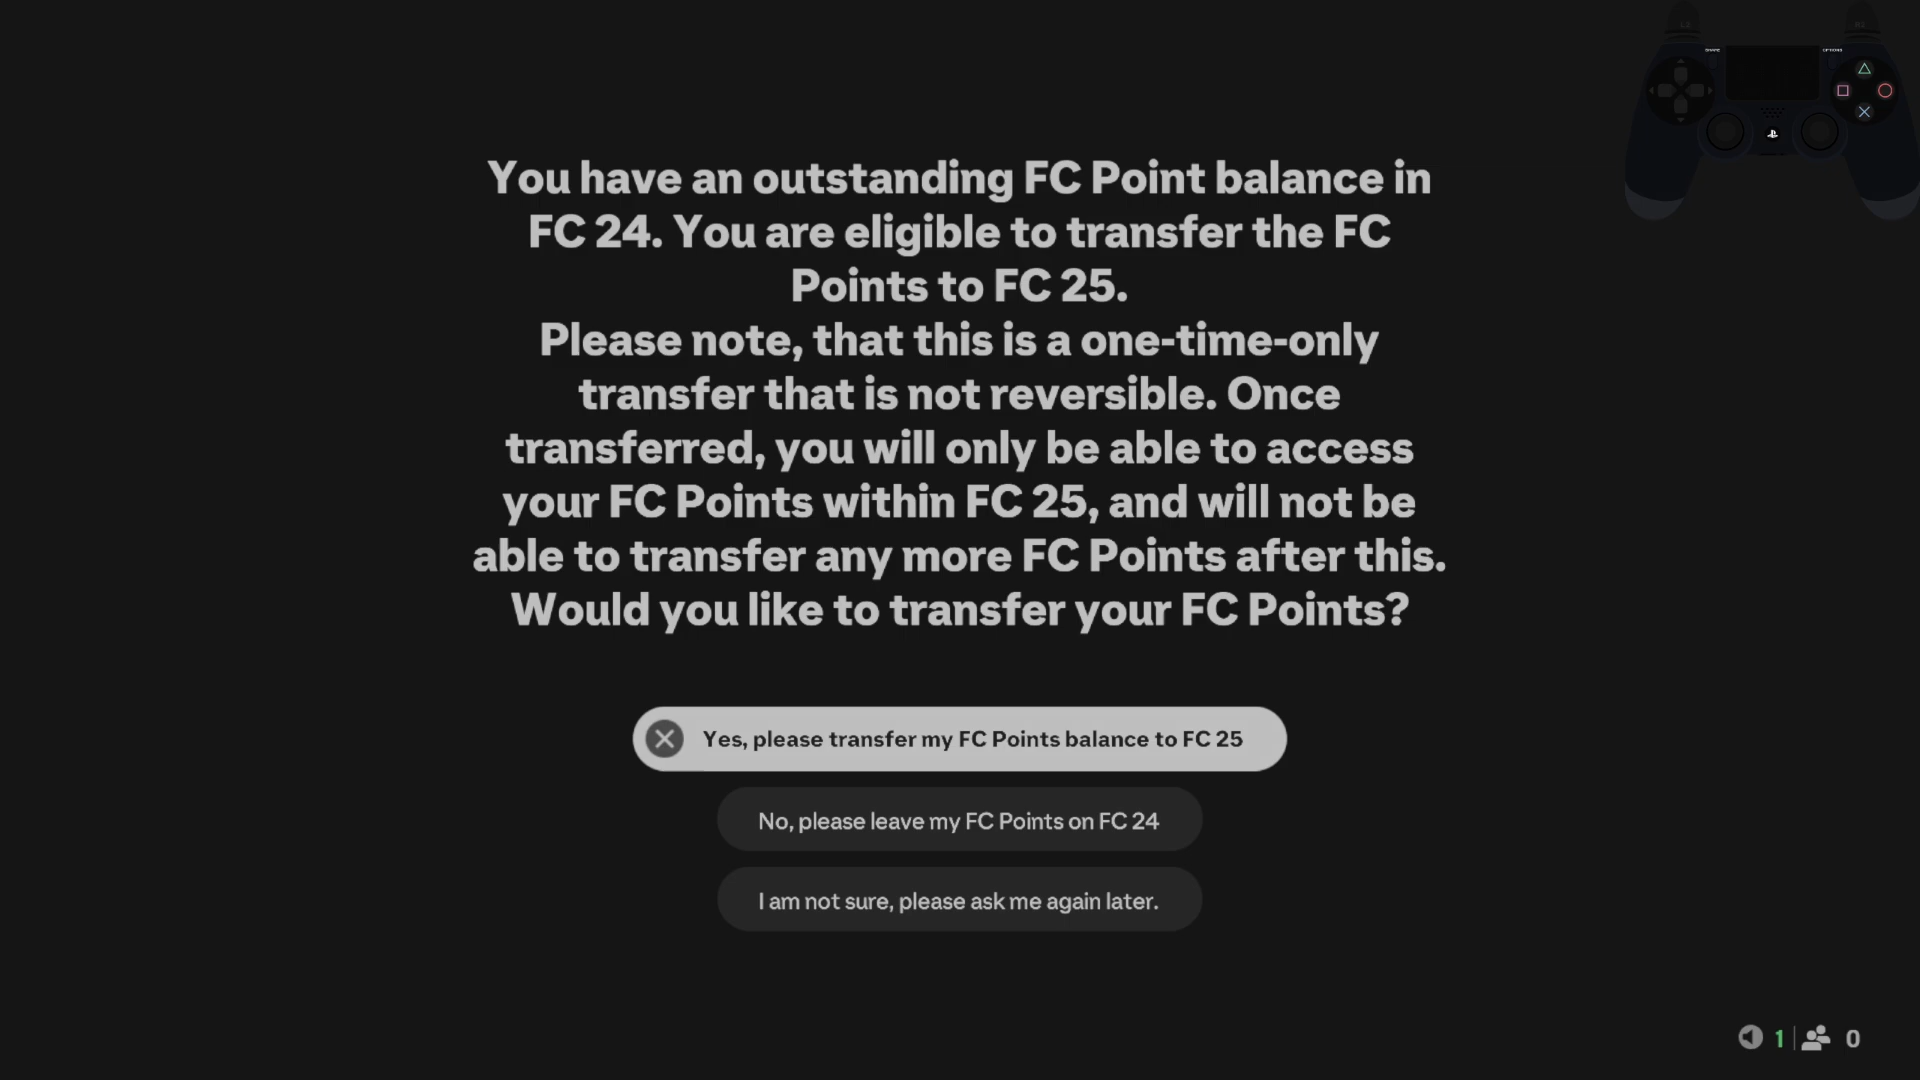 You have an outstanding FC Point balance in
FC 24. You are eligible to transfer the FC
Points to FC 25.
Please note, that this is a one-time-only
transfer that is not reversible. Once
transferred, you will only be able to access
your FC Points within FC 25, and will not be
able to transfer any more FC Points after this.
Would you like to transfer your FC Points?
Yes, please transfer my FC Points balance to FC 25
No, please leave my FC Points on FC 24
I am not sure, please ask me again later.
SHARE
OPTIONS
1
0